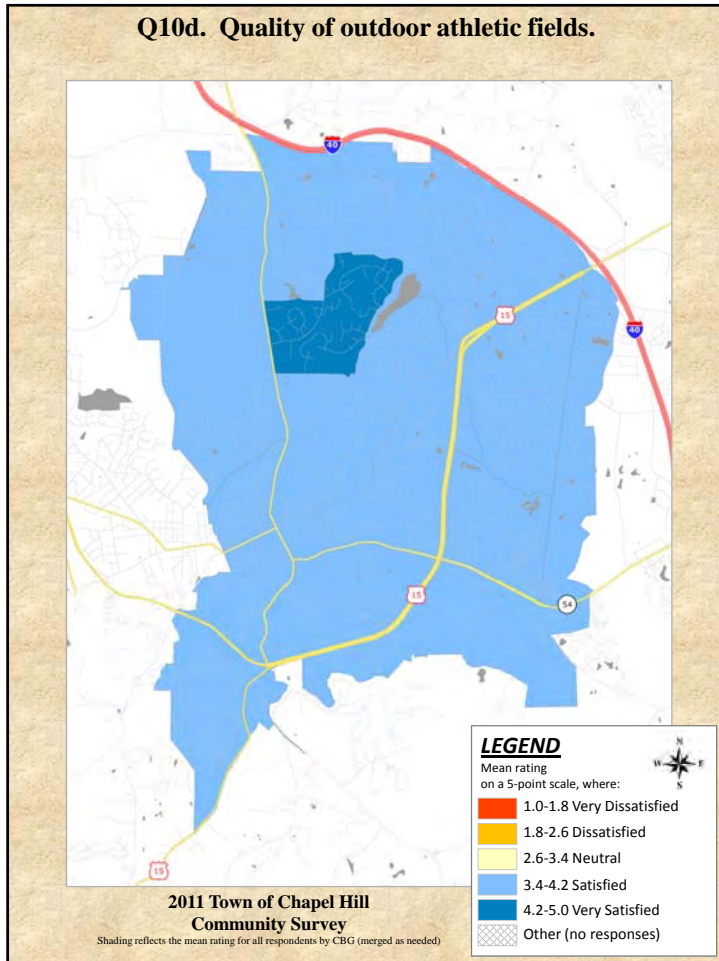 Q10d. Quality of outdoor athletic fields.
40
15
40
15
54
15
LEGEND
Mean rating
on a 5-point scale, where:
N
W E
S
1.0-1.8 Very Dissatisfied
1.8-2.6 Dissatisfied
2.6-3.4 Neutral
3.4-4.2 Satisfied
4.2-5.0 Very Satisfied
Other (no responses)
2011 Town of Chapel Hill
Community Survey
Shading reflects the mean rating for all respondents by CBG (merged as needed)